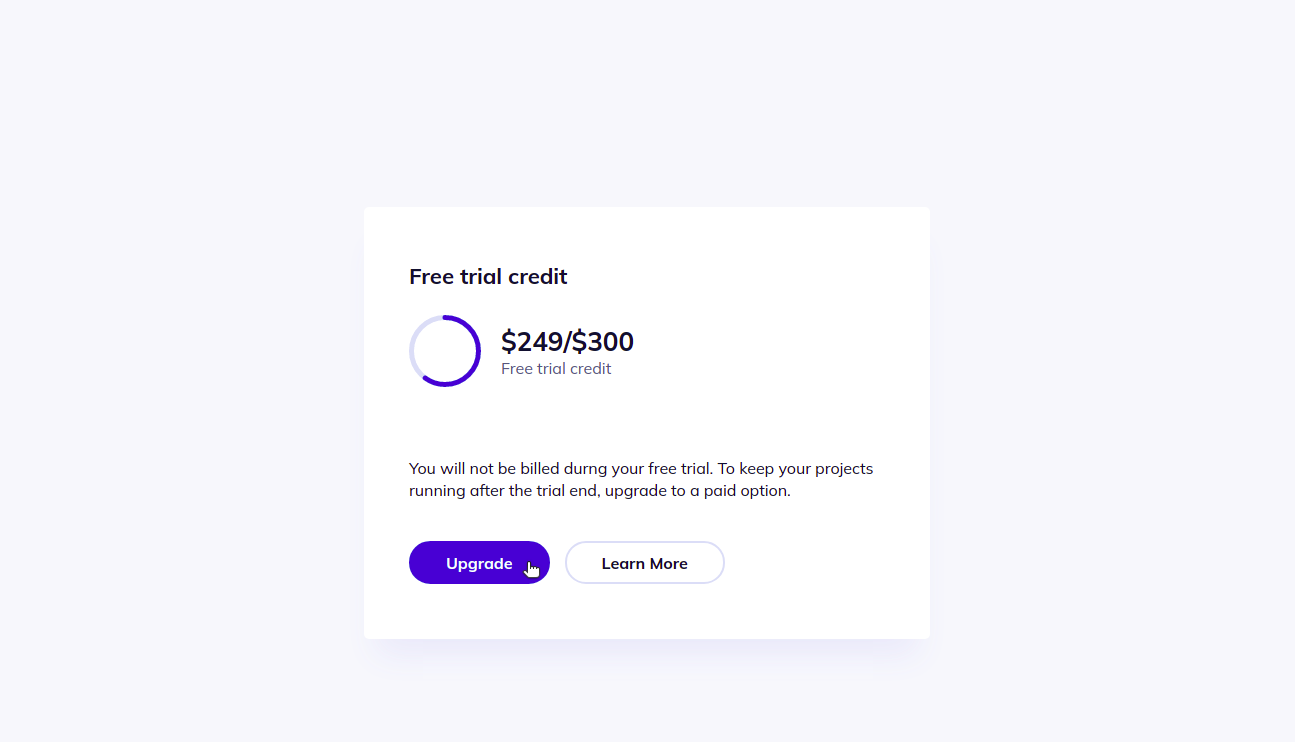 Free trial credit
$249/$300
Free trial credit
You will not be billed durng your free trial. To keep your projects
running after the trial end, upgrade to a paid option.
Upgrade
Learn More